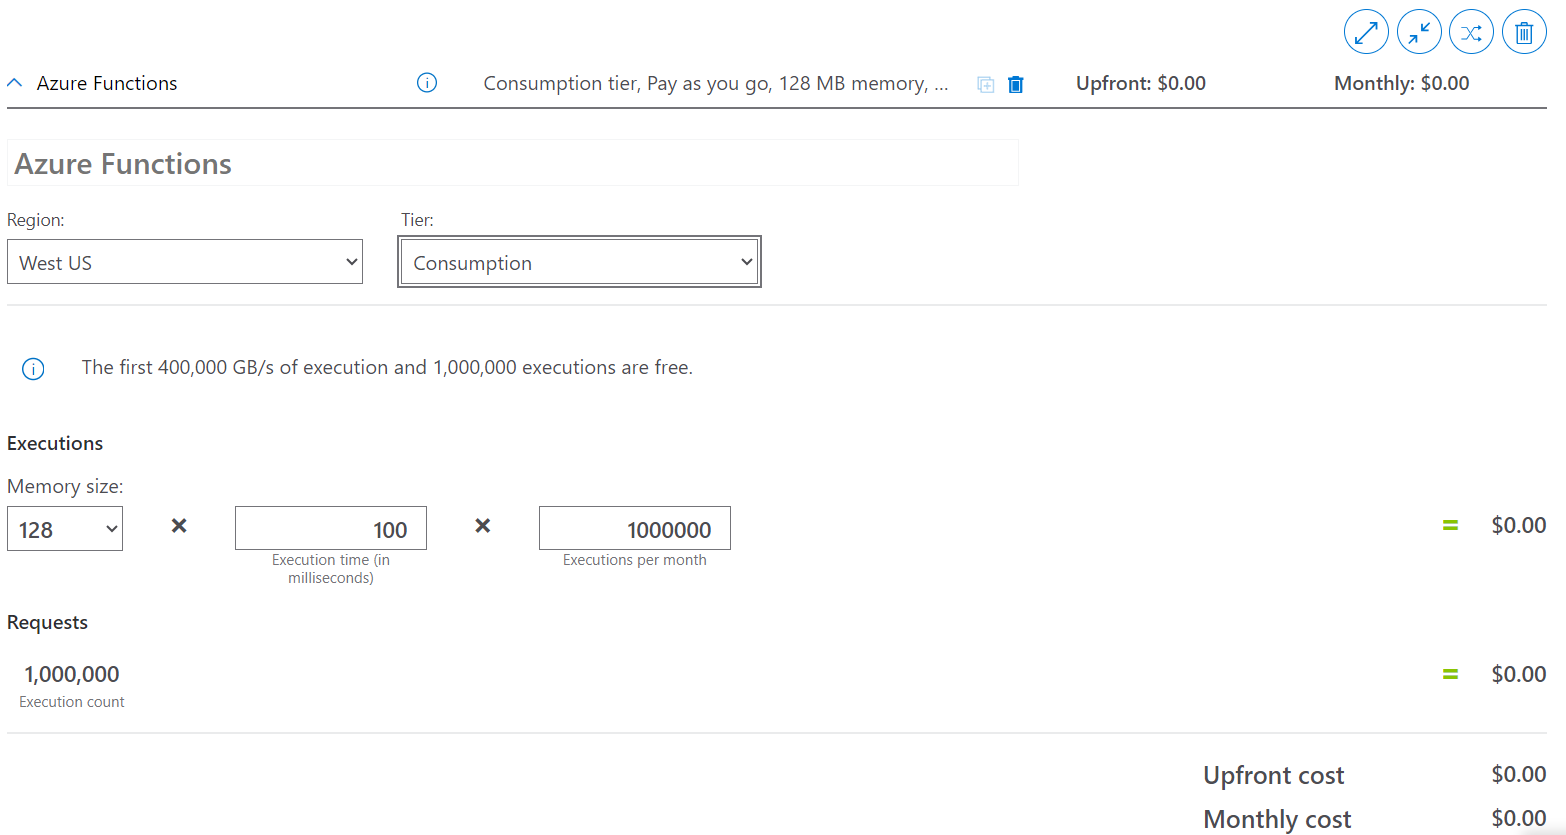 Azure Functions
Consumption tier, Pay as you go, 128 MB memory, ...
Upfront: $0.00
Monthly: $0.00
Azure Functions
Region:
Tier:
West US
Consumption
The first 400,000 GB/s of execution and 1,000,000 executions are free.
Executions
Memory size:
128
100
1000000
= $0.00
Execution time (in
milliseconds)
Executions per month
Requests
1,000,000
= $0.00
Execution count
Upfront cost
$0.00
Monthly cost
$0.00